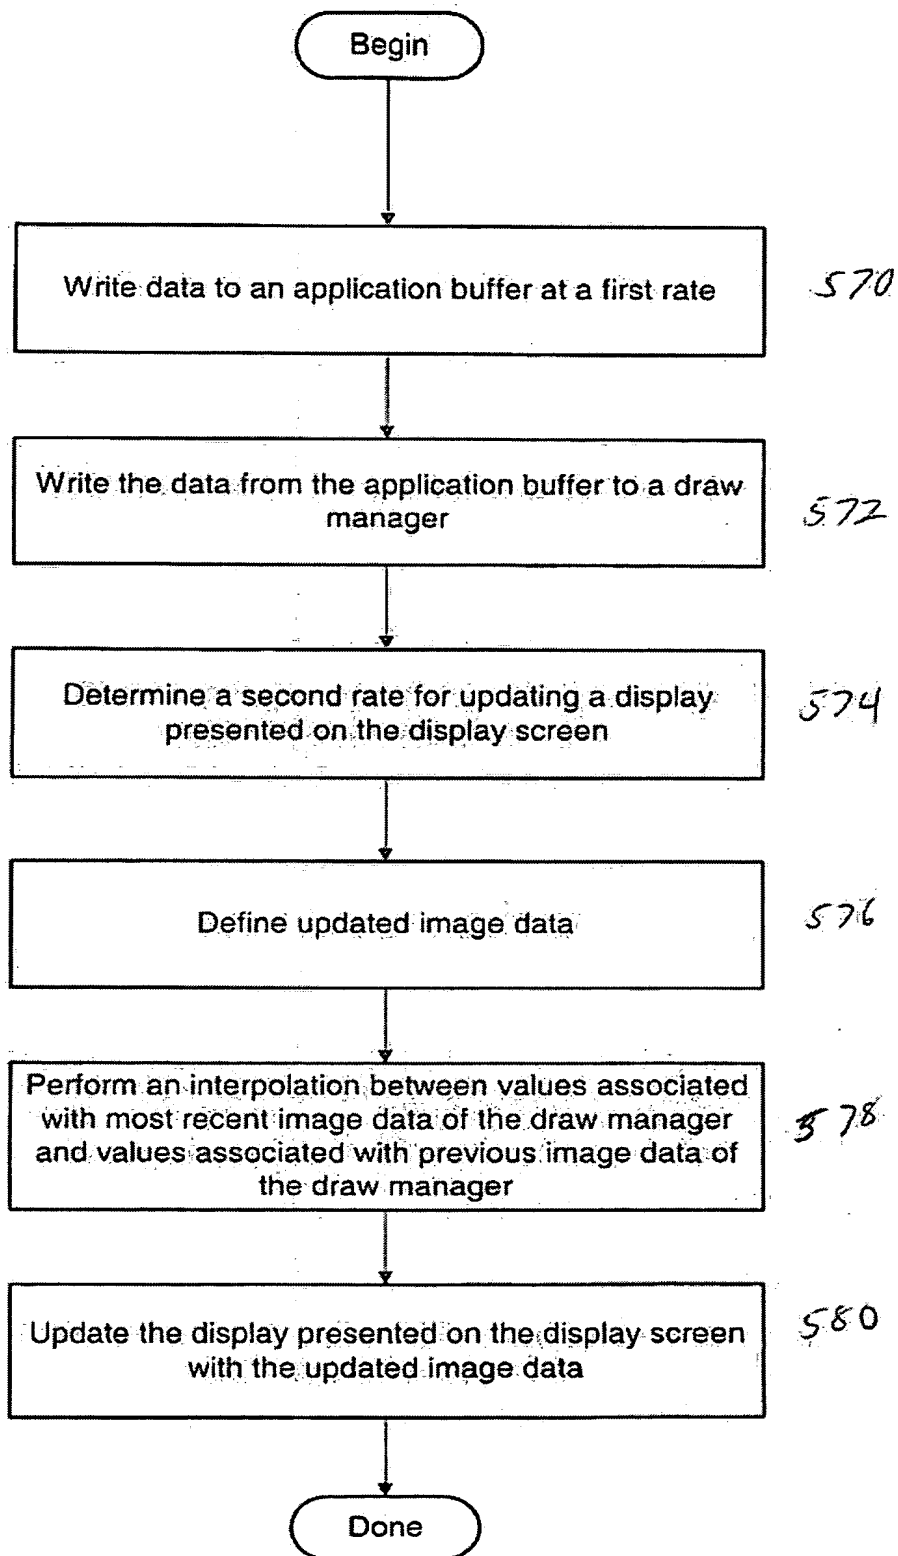 Begin
Write data to an application buffer at a first rate
570
Write the data from the application buffer to a draw
manager
572
Determine a second rate for updating a display
presented on the display screen
574
Define updated image data
576
Perform an interpolation between values associated
with most recent image data of the draw manager
and values associated with previous image data of
the draw manager
578
Update the display presented on the display screen
with the updated image data
580
Done